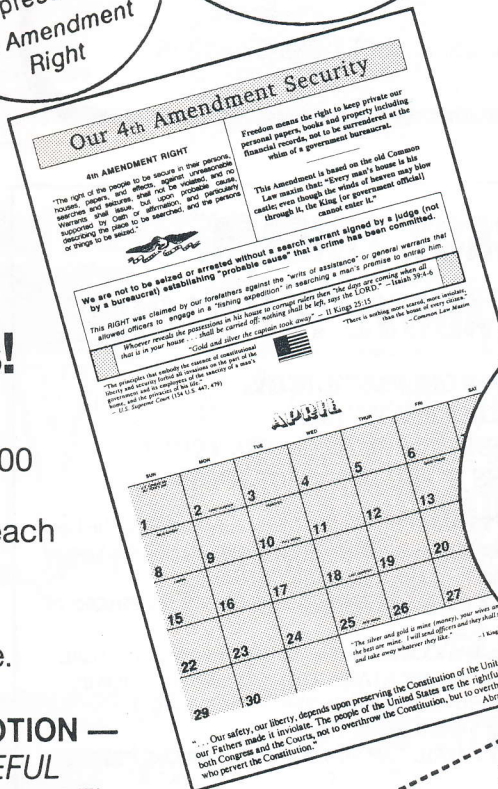 Amendment
Right
Our 4th Amendment Security
4th AMENDMENT RIGHT
"The right of the people to be secure in their persons,
houses, papers, and effects, against unreasonable
searches and seizures, shall not be violated, and no
Warrants shall issue, but upon probable cause,
supported by Oath or affirmation, and particularly
describing the place to be searched, and the persons
or things to be seized."
Freedom means the right to keep private our
personal papers, books and property including
financial records, not to be surrendered at the
whim of a government bureaucrat.
This Amendment is based on the old Common
Law maxim that: "Every man's house is his
castle; even though the winds of heaven may blow
through it, the King [or government official]
cannot enter it."
We are not to be seized or arrested without a search warrant signed by a judge (not
by a bureaucrat) establishing "probable cause" that a crime has been committed.
This RIGHT was claimed by our forefathers against the "writs of assistance" or general warrants that
allowed officers to engage in a "fishing expedition" in searching a man's premise to entrap him.
Whoever reveals the possessions in his house to corrupt rulers then "the days are coming when all
that is in your house . . . shall be carried off: nothing shall be left, says the LORD." – Isaiah 39:4-6
"Gold and silver the captain took away" – II Kings 25:15
"The principles that embody the essence of constitutional
liberty and security forbid all invasions on the part of the
government and its employees of the sanctity of a man's
home, and the privacies of his life."
– U.S. Supreme Court (154 U.S. 447, 479)
"There is nothing more sacred, more inviolate,
than the house of every citizen."
– Common Law Maxim
APRIL
SUN MON TUE WED THUR FRI SAT
1 2 3 4 5 6
8 9 10 11 12 13
15 16 17 18 19 20
22 23 24 25 26 27
29 30
"The silver and gold is mine (money), your wives an
the best are mine. I will send officers and they shall
and take away whatever they like."
– I King
". . . Our safety, our liberty, depends upon preserving the Constitution of the Unit
our Fathers made it inviolate. The people of the United States are the rightfu
both Congress and the Courts, not to overthrow the Constitution, but to overth
who pervert the Constitution."
Abr
00
each
e.
OTION —
EFUL